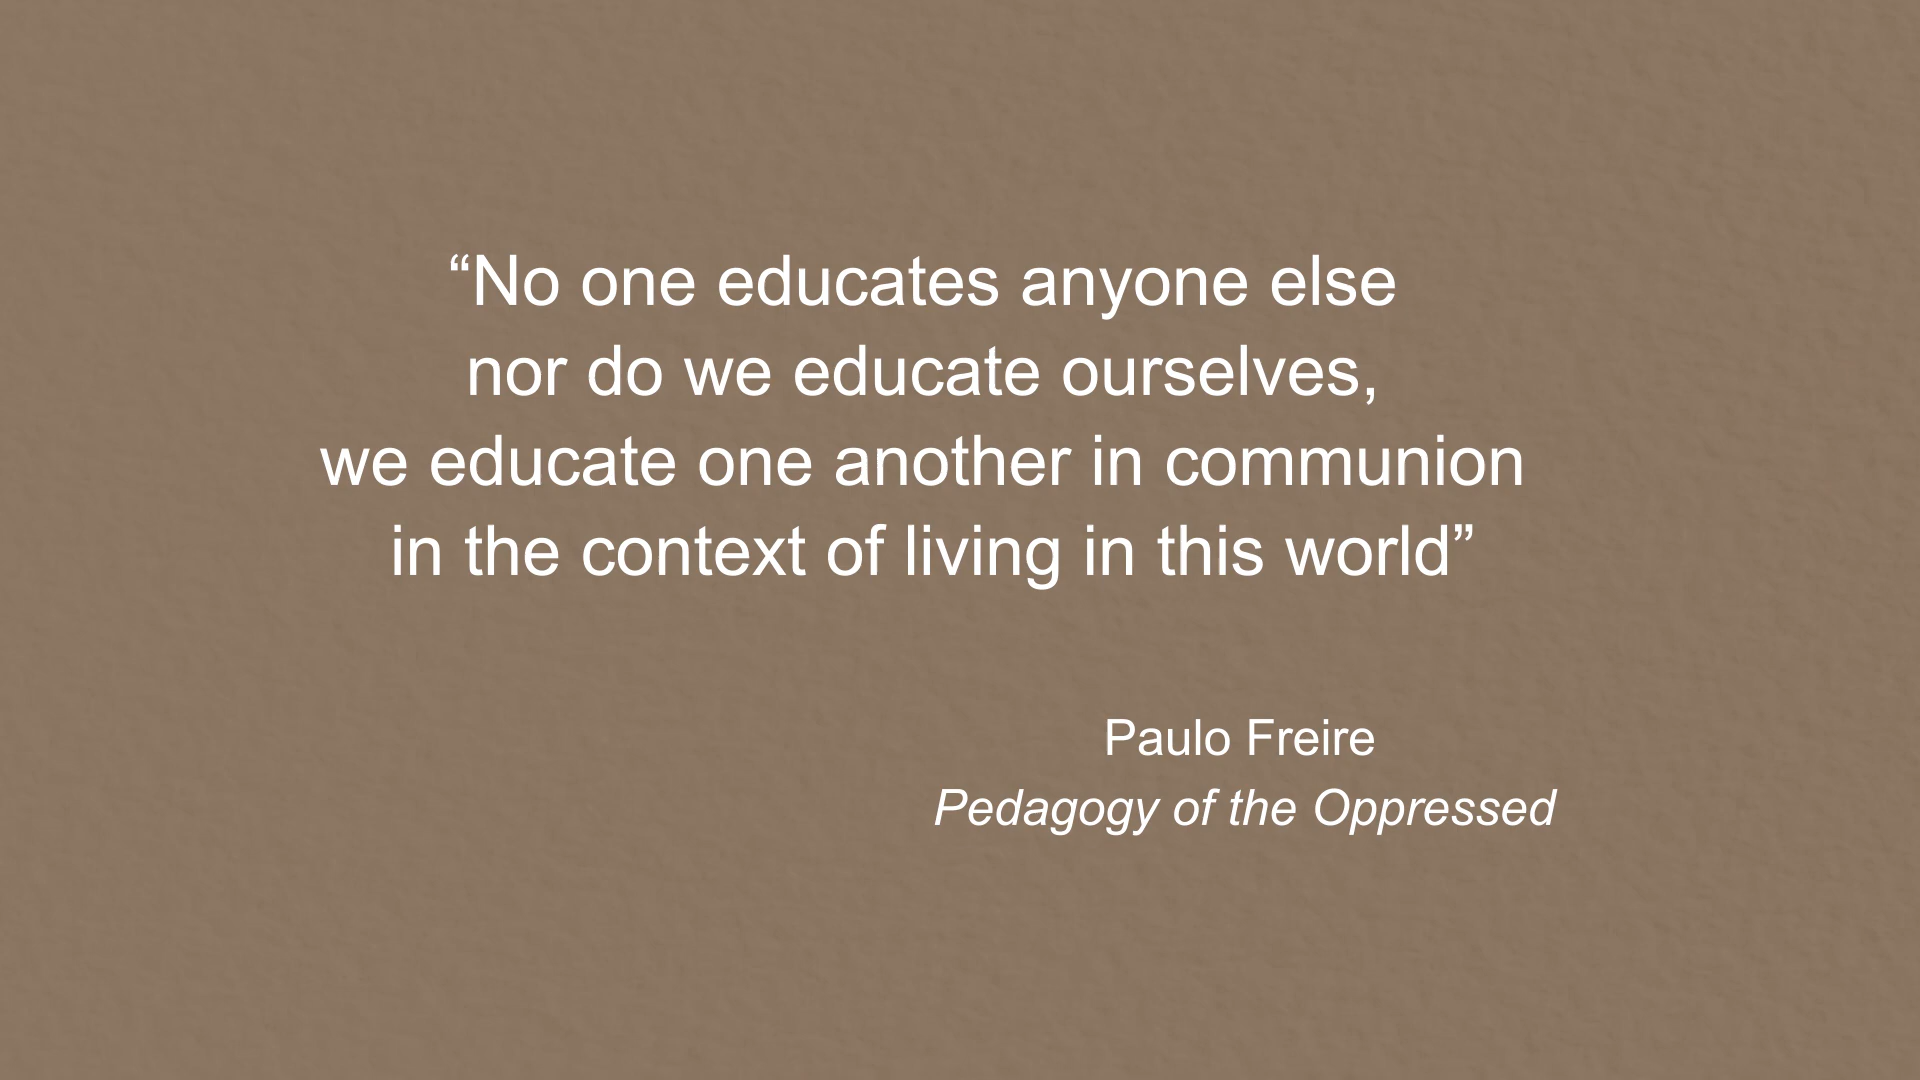 “No one educates anyone else
nor do we educate ourselves,
we educate one another in communion
in the context of living in this world”
Paulo Freire
Pedagogy of the Oppressed